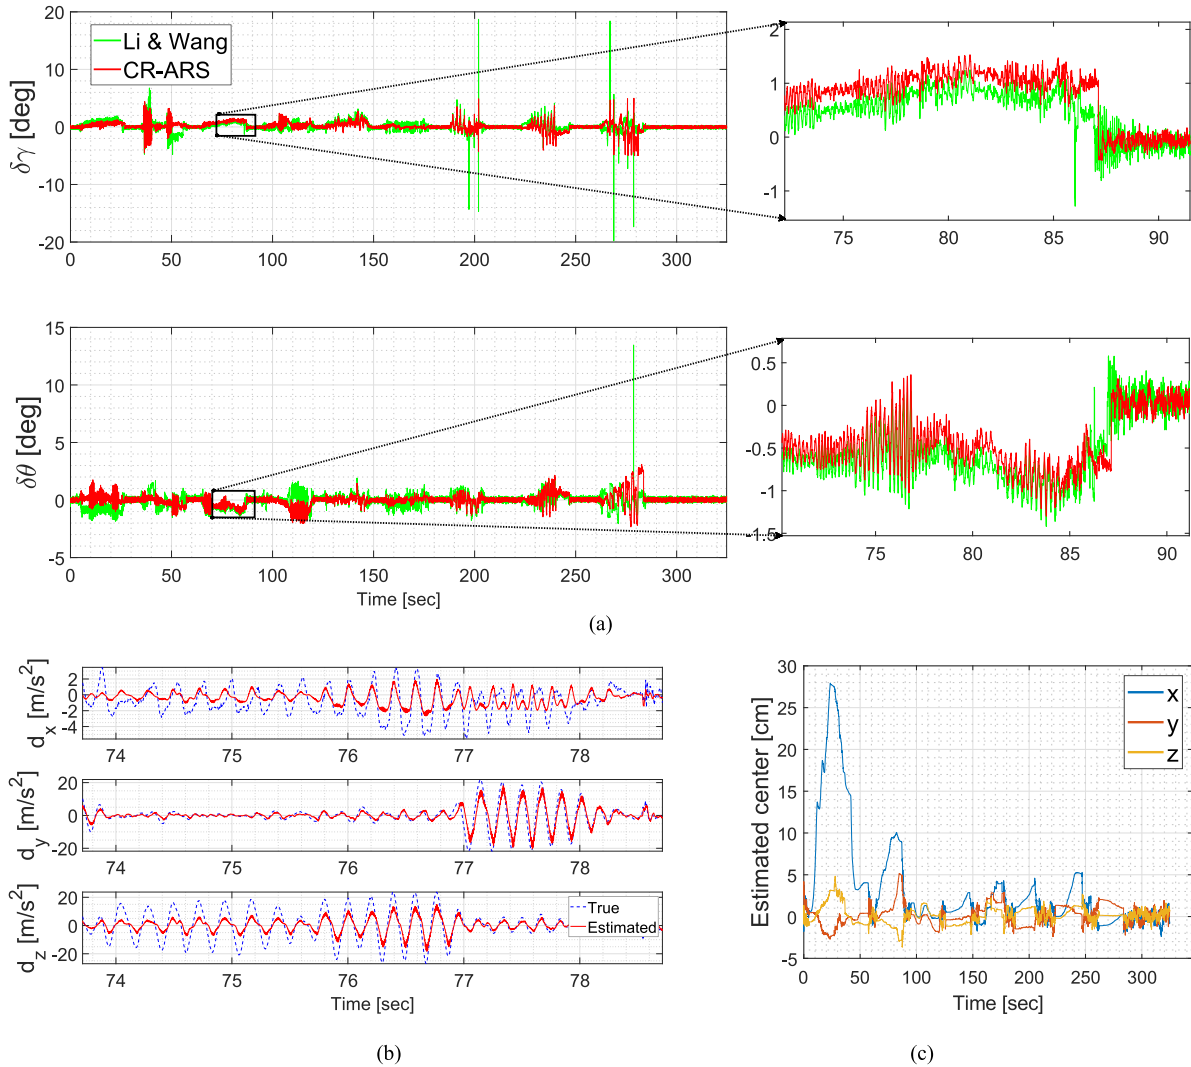 Li & Wang
CR-ARS
δγ [deg]
20
10
0
-10
-20
0 50 100 150 200 250 300
2
1
0
-1
75 80 85 90
δθ [deg]
15
10
5
0
-5
0 50 100 150 200 250 300
Time [sec]
0.5
0
-0.5
-1
-1.5
75 80 85 90
(a)
d_x [m/s²]
2
0
-2
-4
74 75 76 77 78
d_y [m/s²]
20
0
-20
74 75 76 77 78
d_z [m/s²]
20
0
-20
True
Estimated
74 75 76 77 78
Time [sec]
(b)
Estimated center [cm]
30
25
20
15
10
5
0
-5
x
y
z
0 50 100 150 200 250 300
Time [sec]
(c)